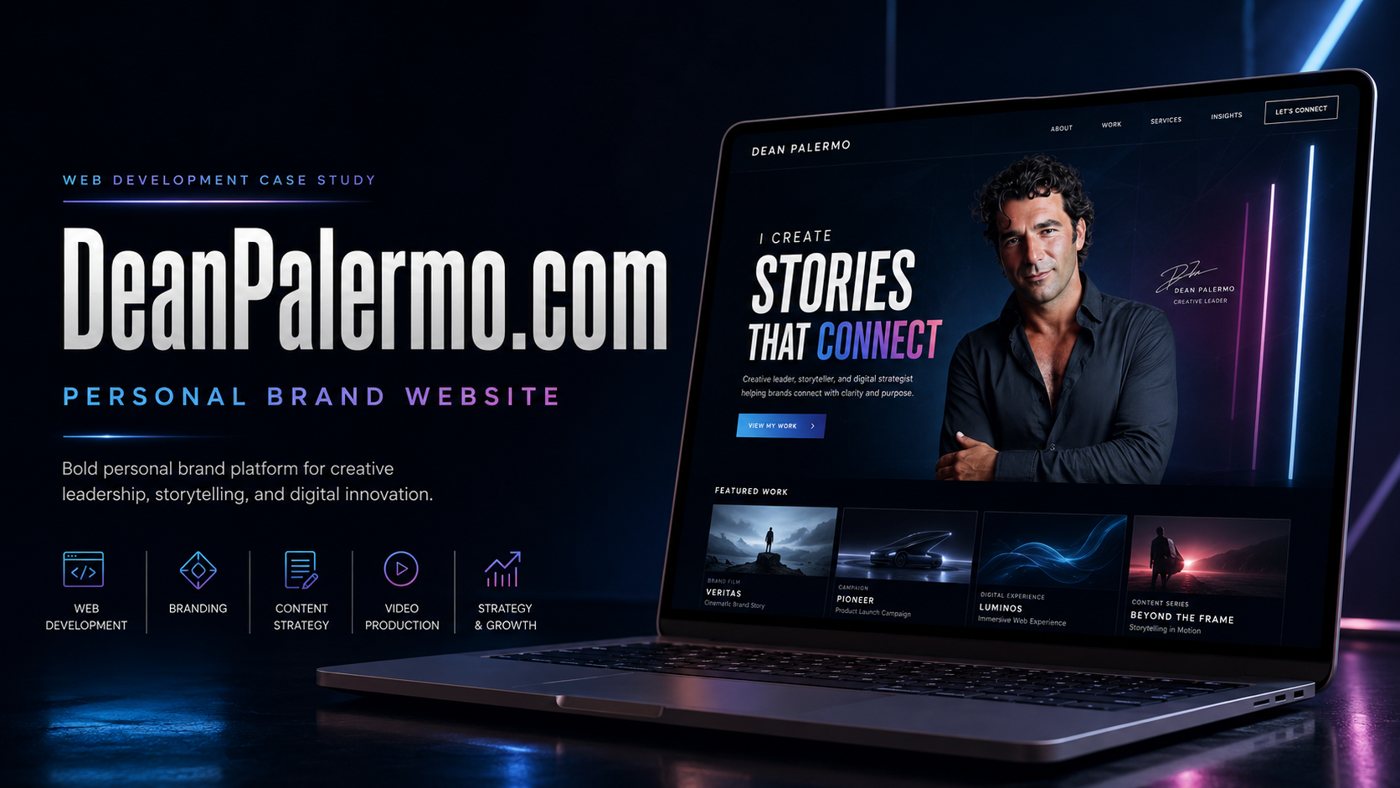 WEB DEVELOPMENT CASE STUDY
DeanPalermo.com
PERSONAL BRAND WEBSITE
Bold personal brand platform for creative
leadership, storytelling, and digital innovation.
WEB
DEVELOPMENT
BRANDING
CONTENT
STRATEGY
VIDEO
PRODUCTION
STRATEGY
& GROWTH
DEAN PALERMO
ABOUT
WORK
SERVICES
INSIGHTS
LET'S CONNECT
I CREATE
STORIES
THAT CONNECT
Creative leader, storyteller, and digital strategist
helping brands connect with clarity and purpose.
VIEW MY WORK
DEAN PALERMO
CREATIVE LEADER
FEATURED WORK
BRAND FILM
VERITAS
Cinematic Brand Story
CAMPAIGN
PIONEER
Product Launch Campaign
DIGITAL EXPERIENCE
LUMINOS
Immersive Web Experience
CONTENT SERIES
BEYOND THE FRAME
Storytelling in Motion